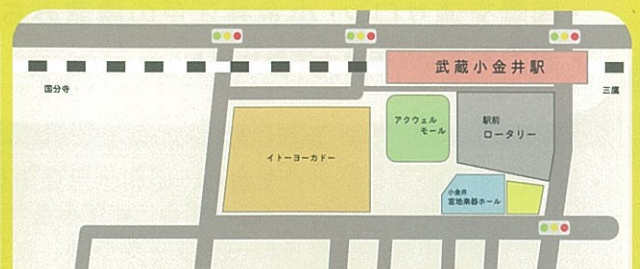 武蔵小金井駅
国分寺
三鷹
アクウェル
モール
駅前
ロータリー
イトーヨーカドー
小金井
宮地楽器ホール